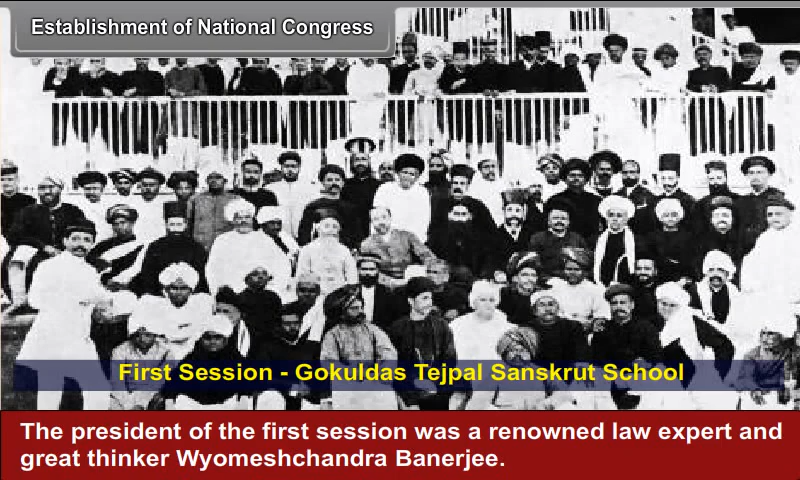 Establishment of National Congress
First Session - Gokuldas Tejpal Sanskrut School
The president of the first session was a renowned law expert and
great thinker Wyomeshchandra Banerjee.